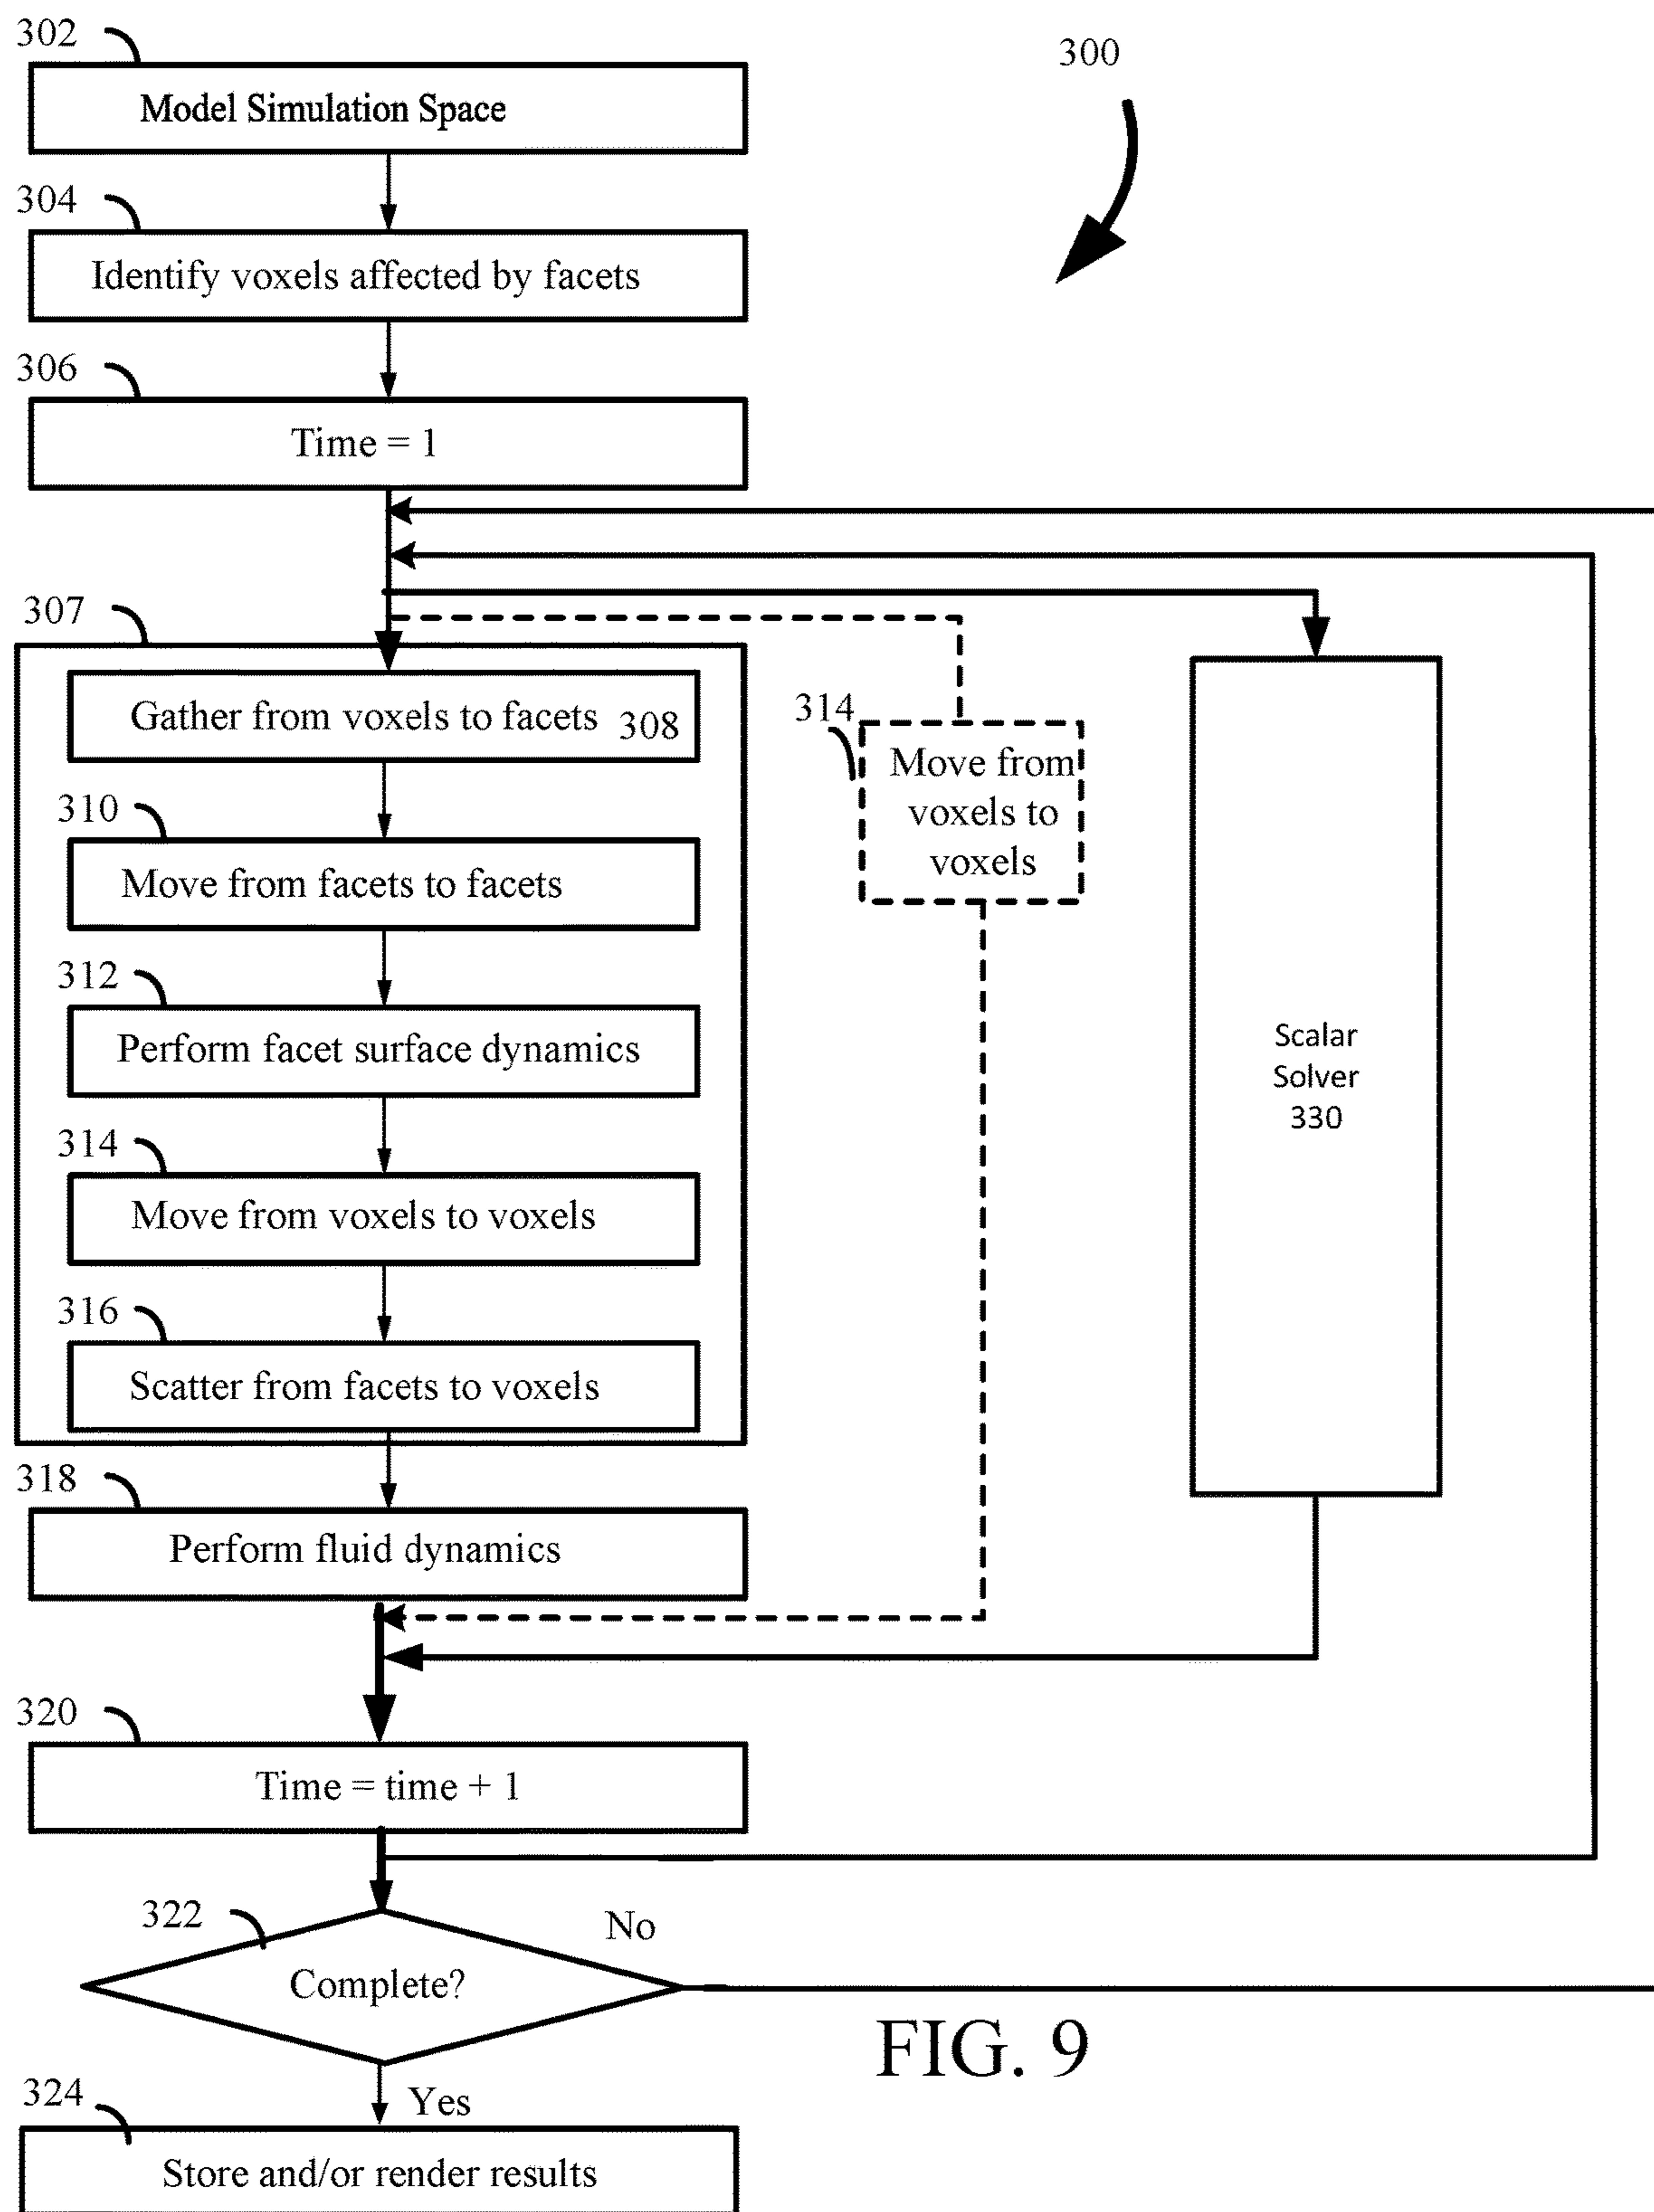 302
300
Model Simulation Space
304
Identify voxels affected by facets
306
Time = 1
307
Gather from voxels to facets 308
310
Move from facets to facets
312
Perform facet surface dynamics
314
Move from voxels to voxels
316
Scatter from facets to voxels
314
Move from
voxels to
voxels
Scalar
Solver
330
318
Perform fluid dynamics
320
Time = time + 1
322
Complete?
No
Yes
324
Store and/or render results
FIG. 9